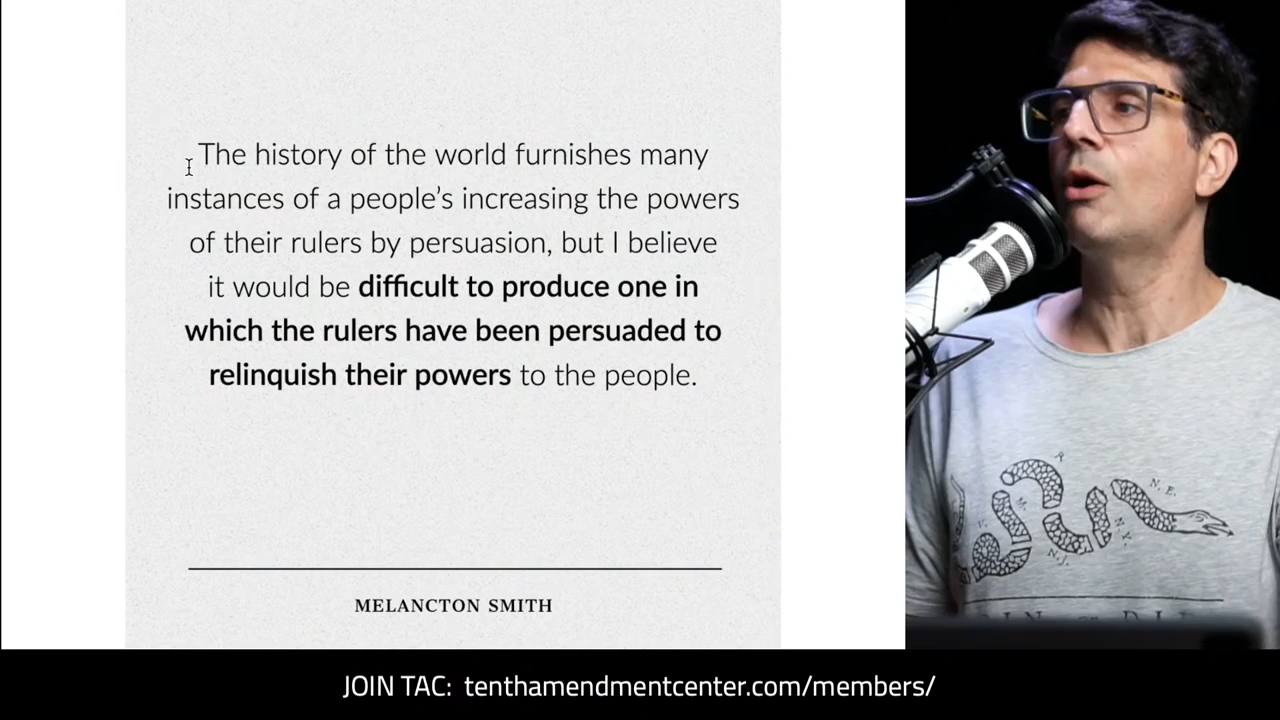 The history of the world furnishes many
instances of a people’s increasing the powers
of their rulers by persuasion, but I believe
it would be difficult to produce one in
which the rulers have been persuaded to
relinquish their powers to the people.
MELANCTON SMITH
R
N. E.
M.
N.Y.
N.J.
JOIN TAC: tenthamendmentcenter.com/members/